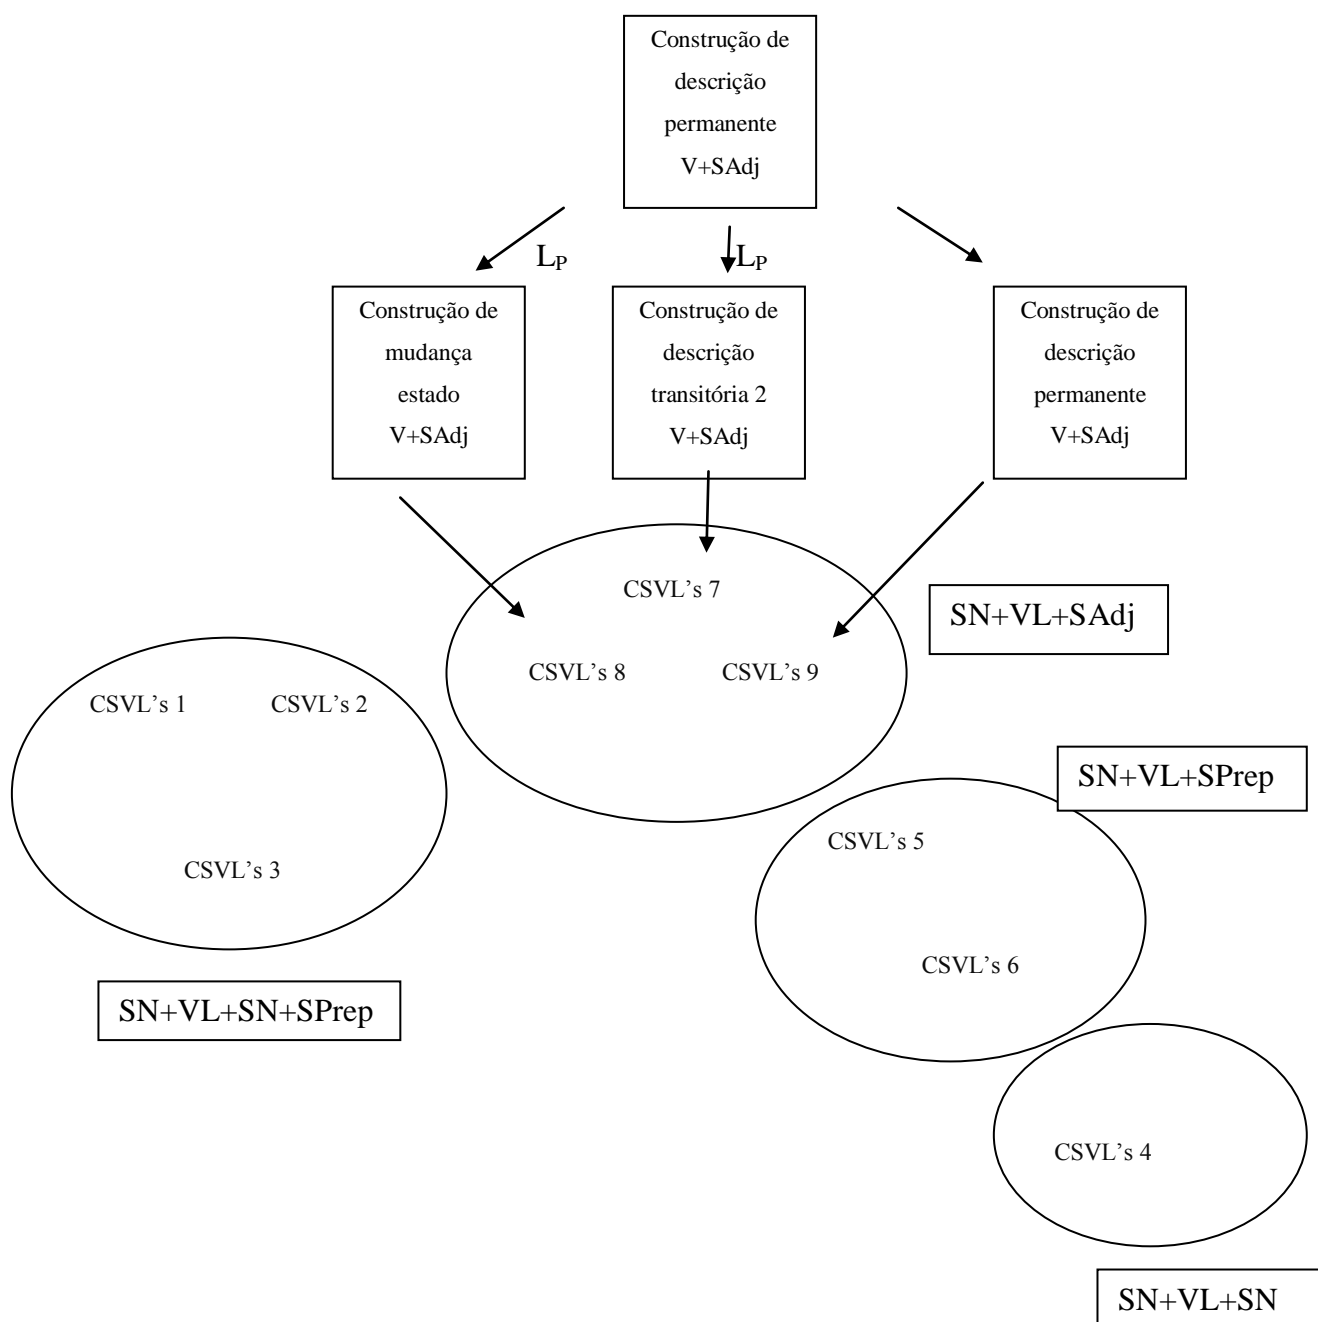 Construção de
descrição
permanente
V+SAdj
L_P
L_P
Construção de
mudança
estado
V+SAdj
Construção de
descrição
transitória 2
V+SAdj
Construção de
descrição
permanente
V+SAdj
CSVL’s 7
SN+VL+SAdj
CSVL’s 8
CSVL’s 9
CSVL’s 1
CSVL’s 2
SN+VL+SPrep
CSVL’s 5
CSVL’s 3
CSVL’s 6
SN+VL+SN+SPrep
CSVL’s 4
SN+VL+SN